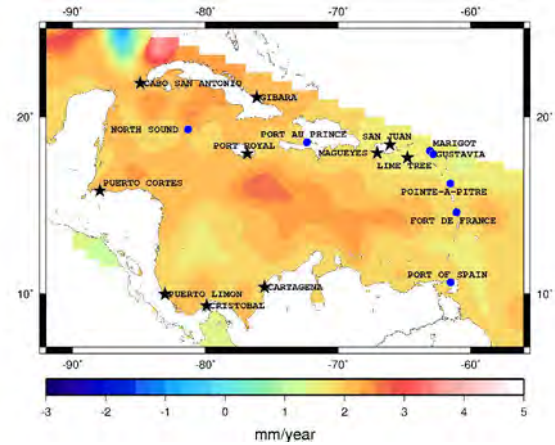 -90° -80° -70° -60°
CABO SAN ANTONIO
GIBARA
20° 20°
NORTH SOUND
PORT AU PRINCE
SAN JUAN
MARIGOT
PORT ROYAL
MAGUEYES
GUSTAVIA
LIME TREE
PUERTO CORTES
POINTE-A-PITRE
FORT DE FRANCE
PORT OF SPAIN
CARTAGENA
10° 10°
PUERTO LIMON
CRISTOBAL
-90° -80° -70° -60°
-3 -2 -1 0 1 2 3 4 5
mm/year